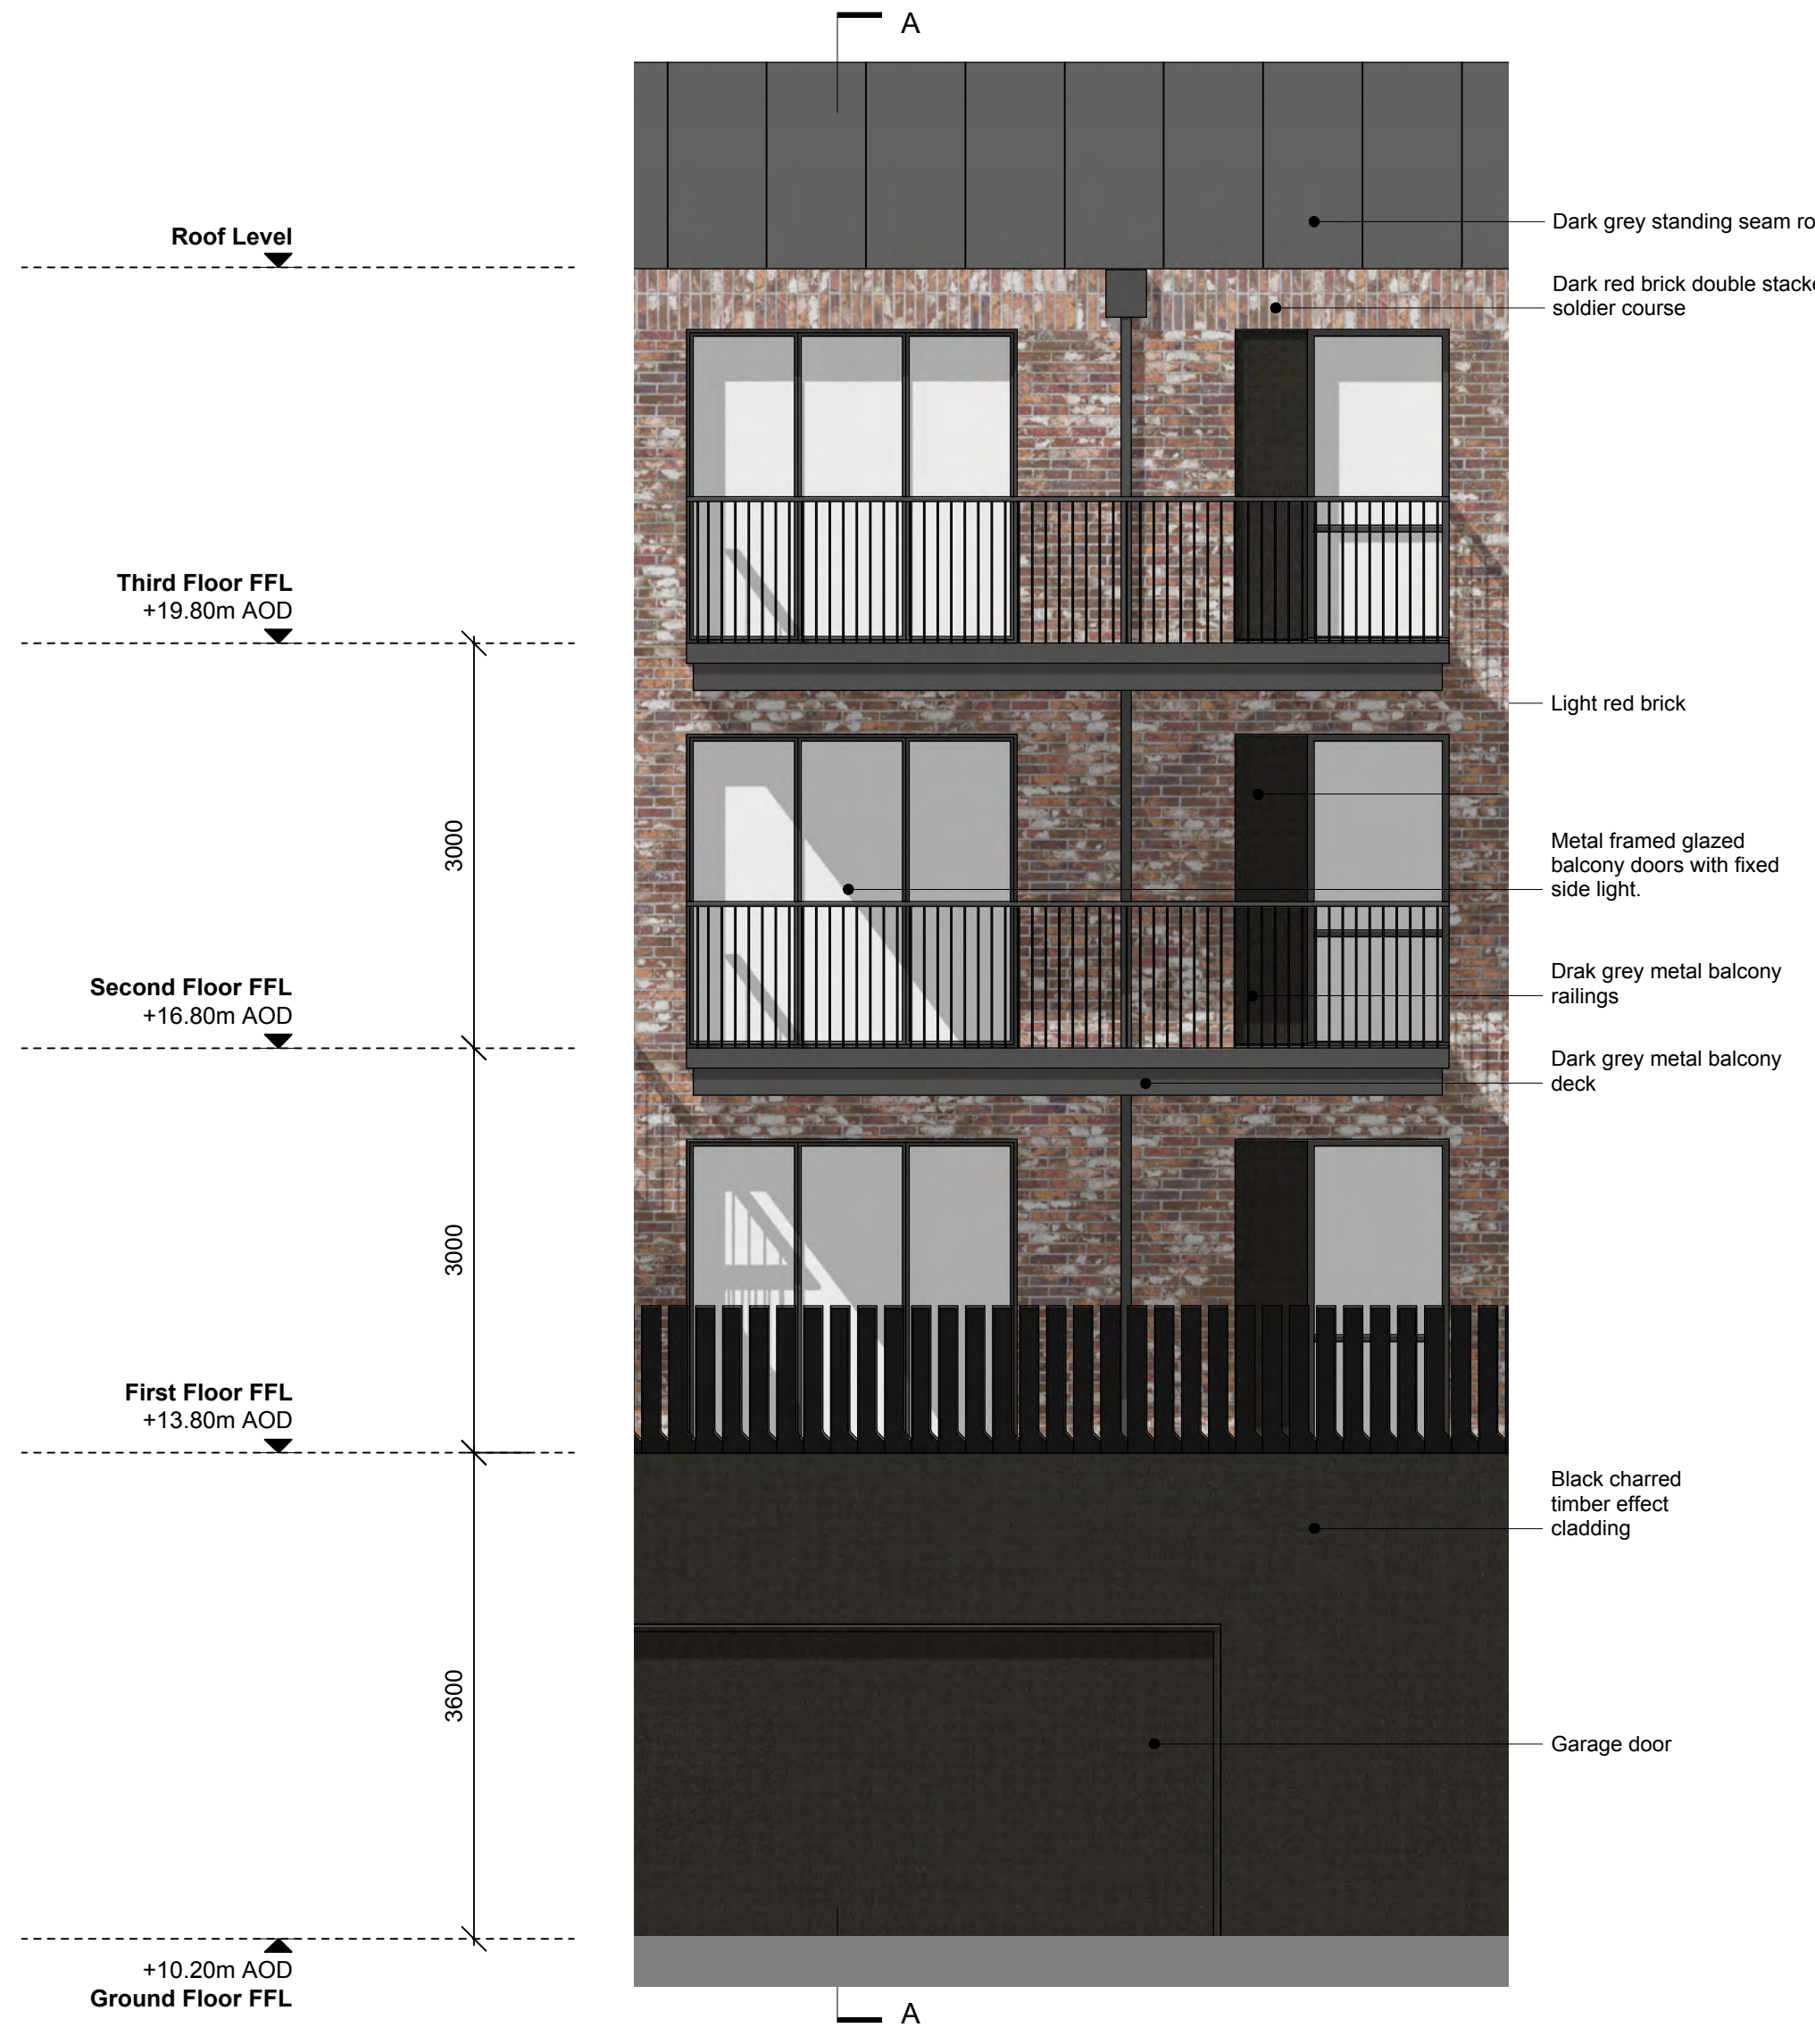 A
Dark grey standing seam ro
Roof Level
Dark red brick double stacke
soldier course
Third Floor FFL
+19.80m AOD
Light red brick
3000
Metal framed glazed
balcony doors with fixed
side light.
Second Floor FFL
+16.80m AOD
Drak grey metal balcony
railings
Dark grey metal balcony
deck
3000
First Floor FFL
+13.80m AOD
Black charred
timber effect
cladding
3600
Garage door
+10.20m AOD
Ground Floor FFL
A